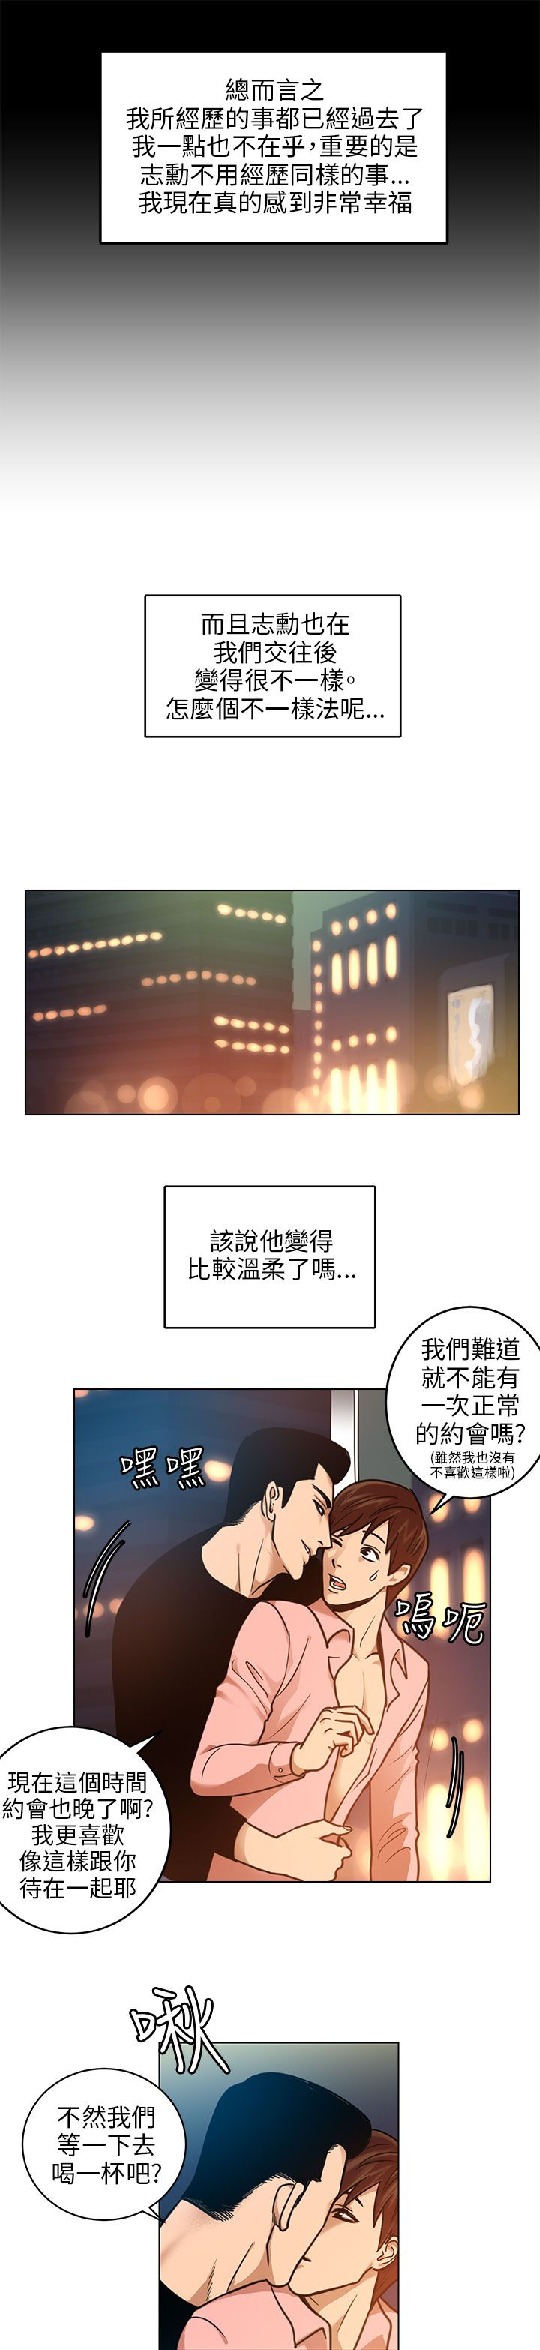 總而言之
我所經歷的事都已經過去了
我一點也不在乎,重要的是
志勳不用經歷同樣的事...
我現在真的感到非常幸福
而且志勳也在
我們交往後
變得很不一樣。
怎麼個不一樣法呢...
該說他變得
比較溫柔了嗎...
我們難道
就不能有
一次正常
的約會嗎?
(雖然我也沒有
不喜歡這樣啦)
嘿嘿
嗚呃
現在這個時間
約會也晚了啊?
我更喜歡
像這樣跟你
待在一起耶
啾
不然我們
等一下去
喝一杯吧?